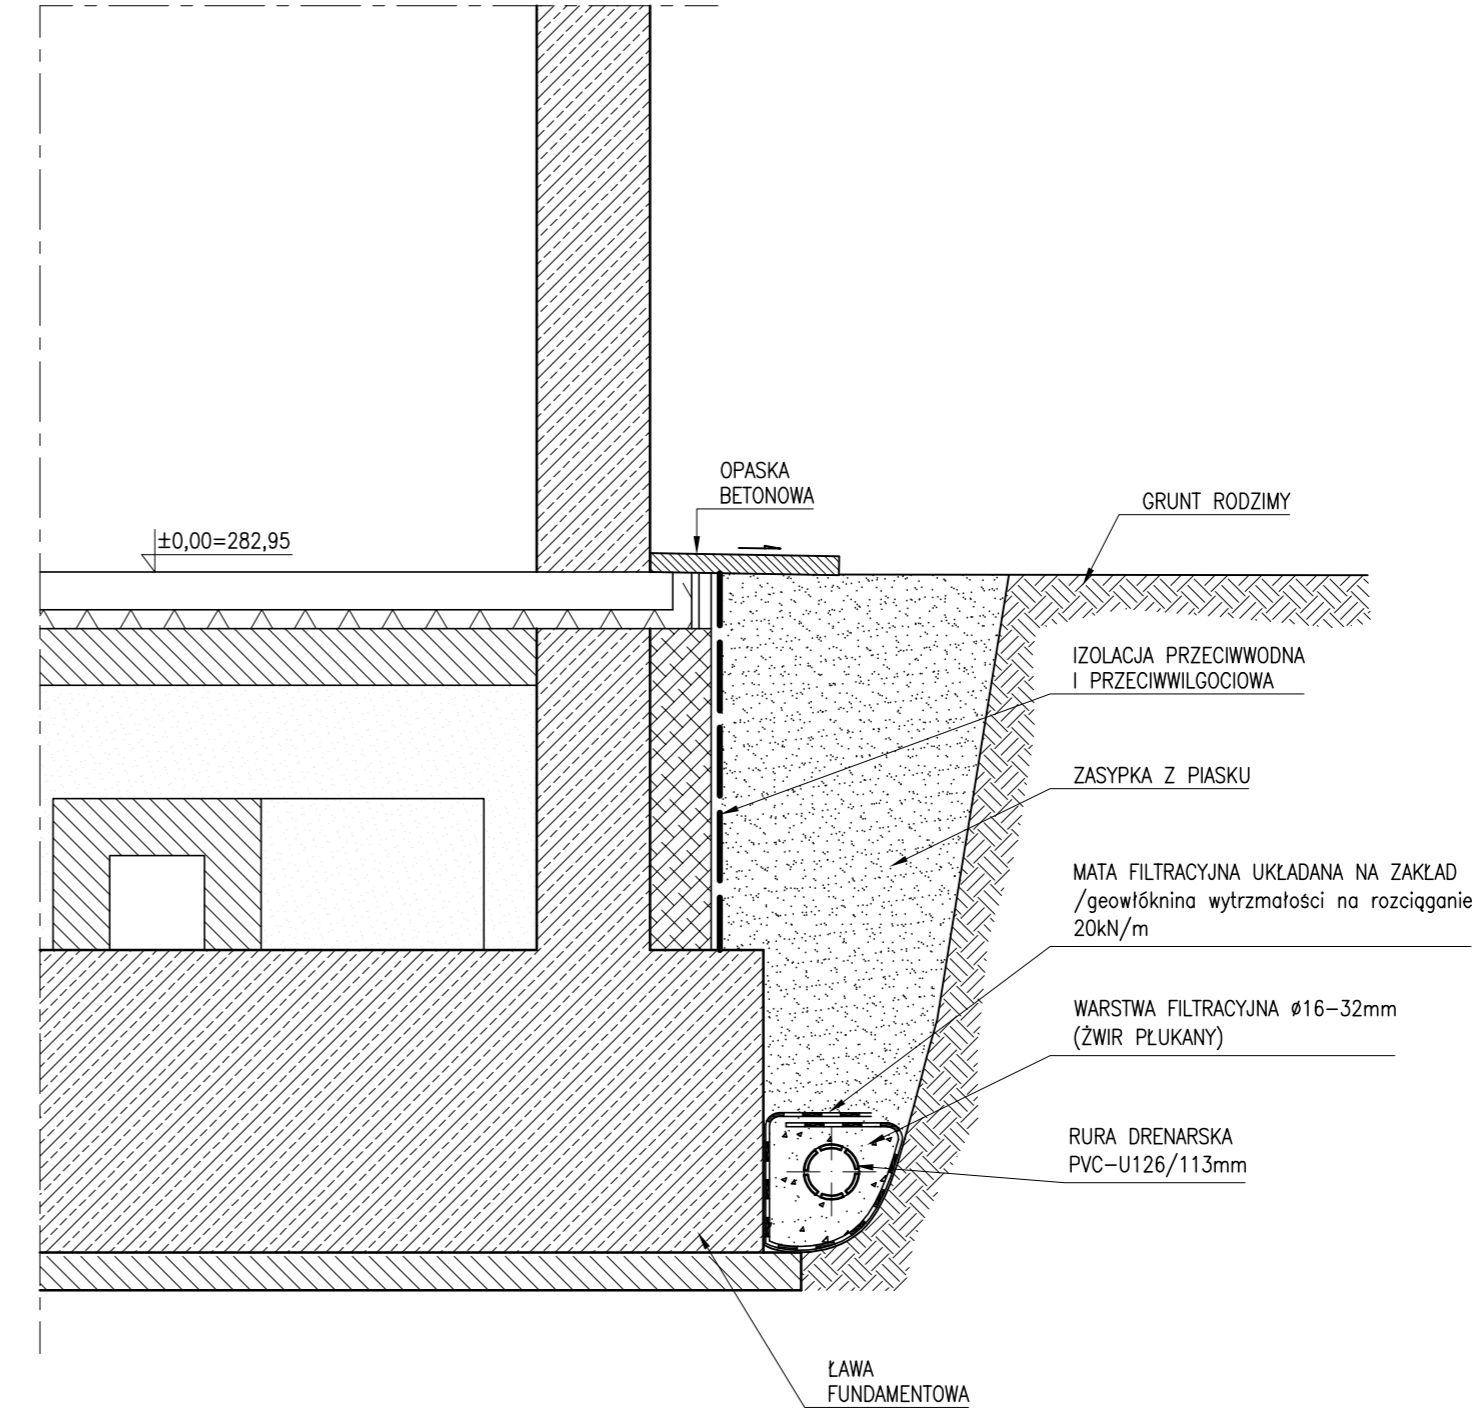 OPASKA
BETONOWA
GRUNT RODZIMY
±0,00=282,95
IZOLACJA PRZECIWWODNA
I PRZECIWWILGOCIOWA
ZASYPKA Z PIASKU
MATA FILTRACYJNA UKŁADANA NA ZAKŁAD
/geowłóknina wytrzmałości na rozciąganie
20kN/m
WARSTWA FILTRACYJNA ø16-32mm
(ŻWIR PŁUKANY)
RURA DRENARSKA
PVC-U126/113mm
ŁAWA
FUNDAMENTOWA